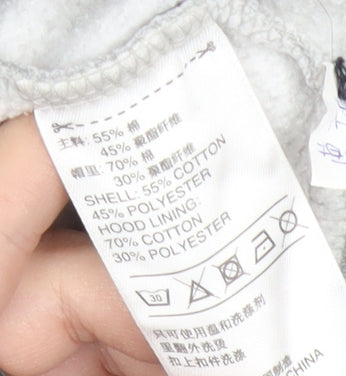 主料: 55% 棉
45% 聚酯纤维
帽里: 70% 棉
30% 聚酯纤维
SHELL: 55% COTTON
45% POLYESTER
HOOD LINING:
70% COTTON
30% POLYESTER
30
只可使用温和洗涤剂
里翻外洗烫
扣上扣件洗涤
CHINA